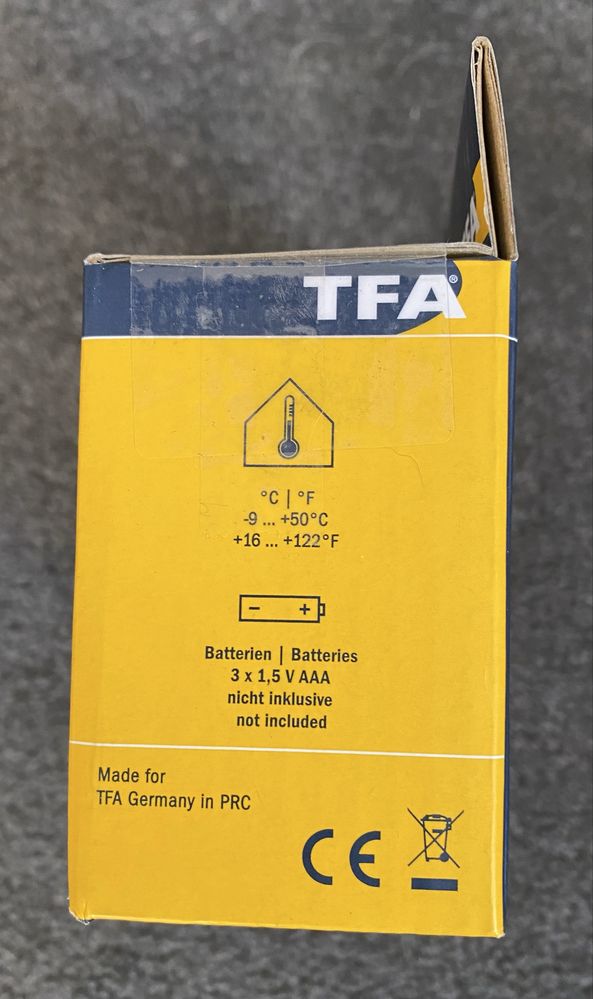 TFA®
°C | °F
-9 ... +50°C
+16 ... +122°F
Batterien | Batteries
3 x 1,5 V AAA
nicht inklusive
not included
Made for
TFA Germany in PRC
CE